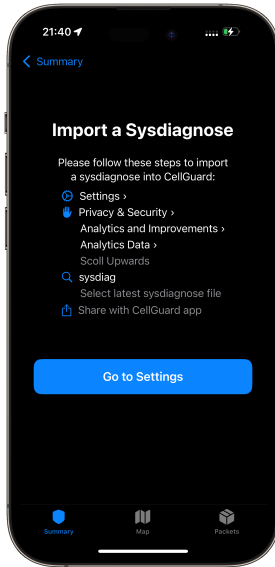 21:40
Summary
Import a Sysdiagnose
Please follow these steps to import
a sysdiagnose into CellGuard:
Settings ›
Privacy & Security ›
Analytics and Improvements ›
Analytics Data ›
Scoll Upwards
sysdiag
Select latest sysdiagnose file
Share with CellGuard app
Go to Settings
Summary Map Packets